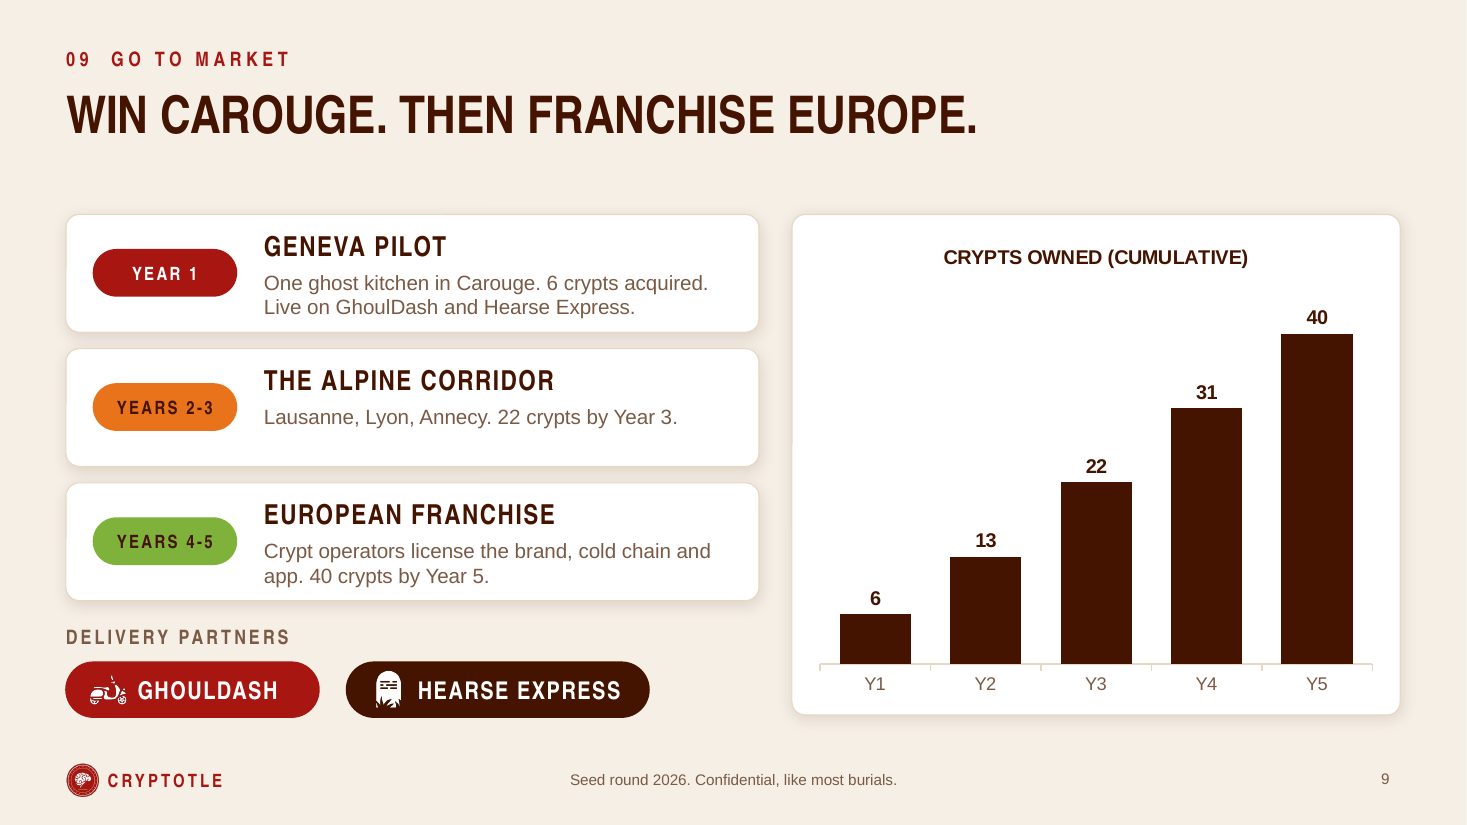 09 GO TO MARKET
WIN CAROUGE. THEN FRANCHISE EUROPE.
YEAR 1
GENEVA PILOT
One ghost kitchen in Carouge. 6 crypts acquired.
Live on GhoulDash and Hearse Express.
YEARS 2-3
THE ALPINE CORRIDOR
Lausanne, Lyon, Annecy. 22 crypts by Year 3.
YEARS 4-5
EUROPEAN FRANCHISE
Crypt operators license the brand, cold chain and
app. 40 crypts by Year 5.
DELIVERY PARTNERS
GHOULDASH
HEARSE EXPRESS
CRYPTS OWNED (CUMULATIVE)
6
13
22
31
40
Y1 Y2 Y3 Y4 Y5
CRYPTOTLE
Seed round 2026. Confidential, like most burials.
9